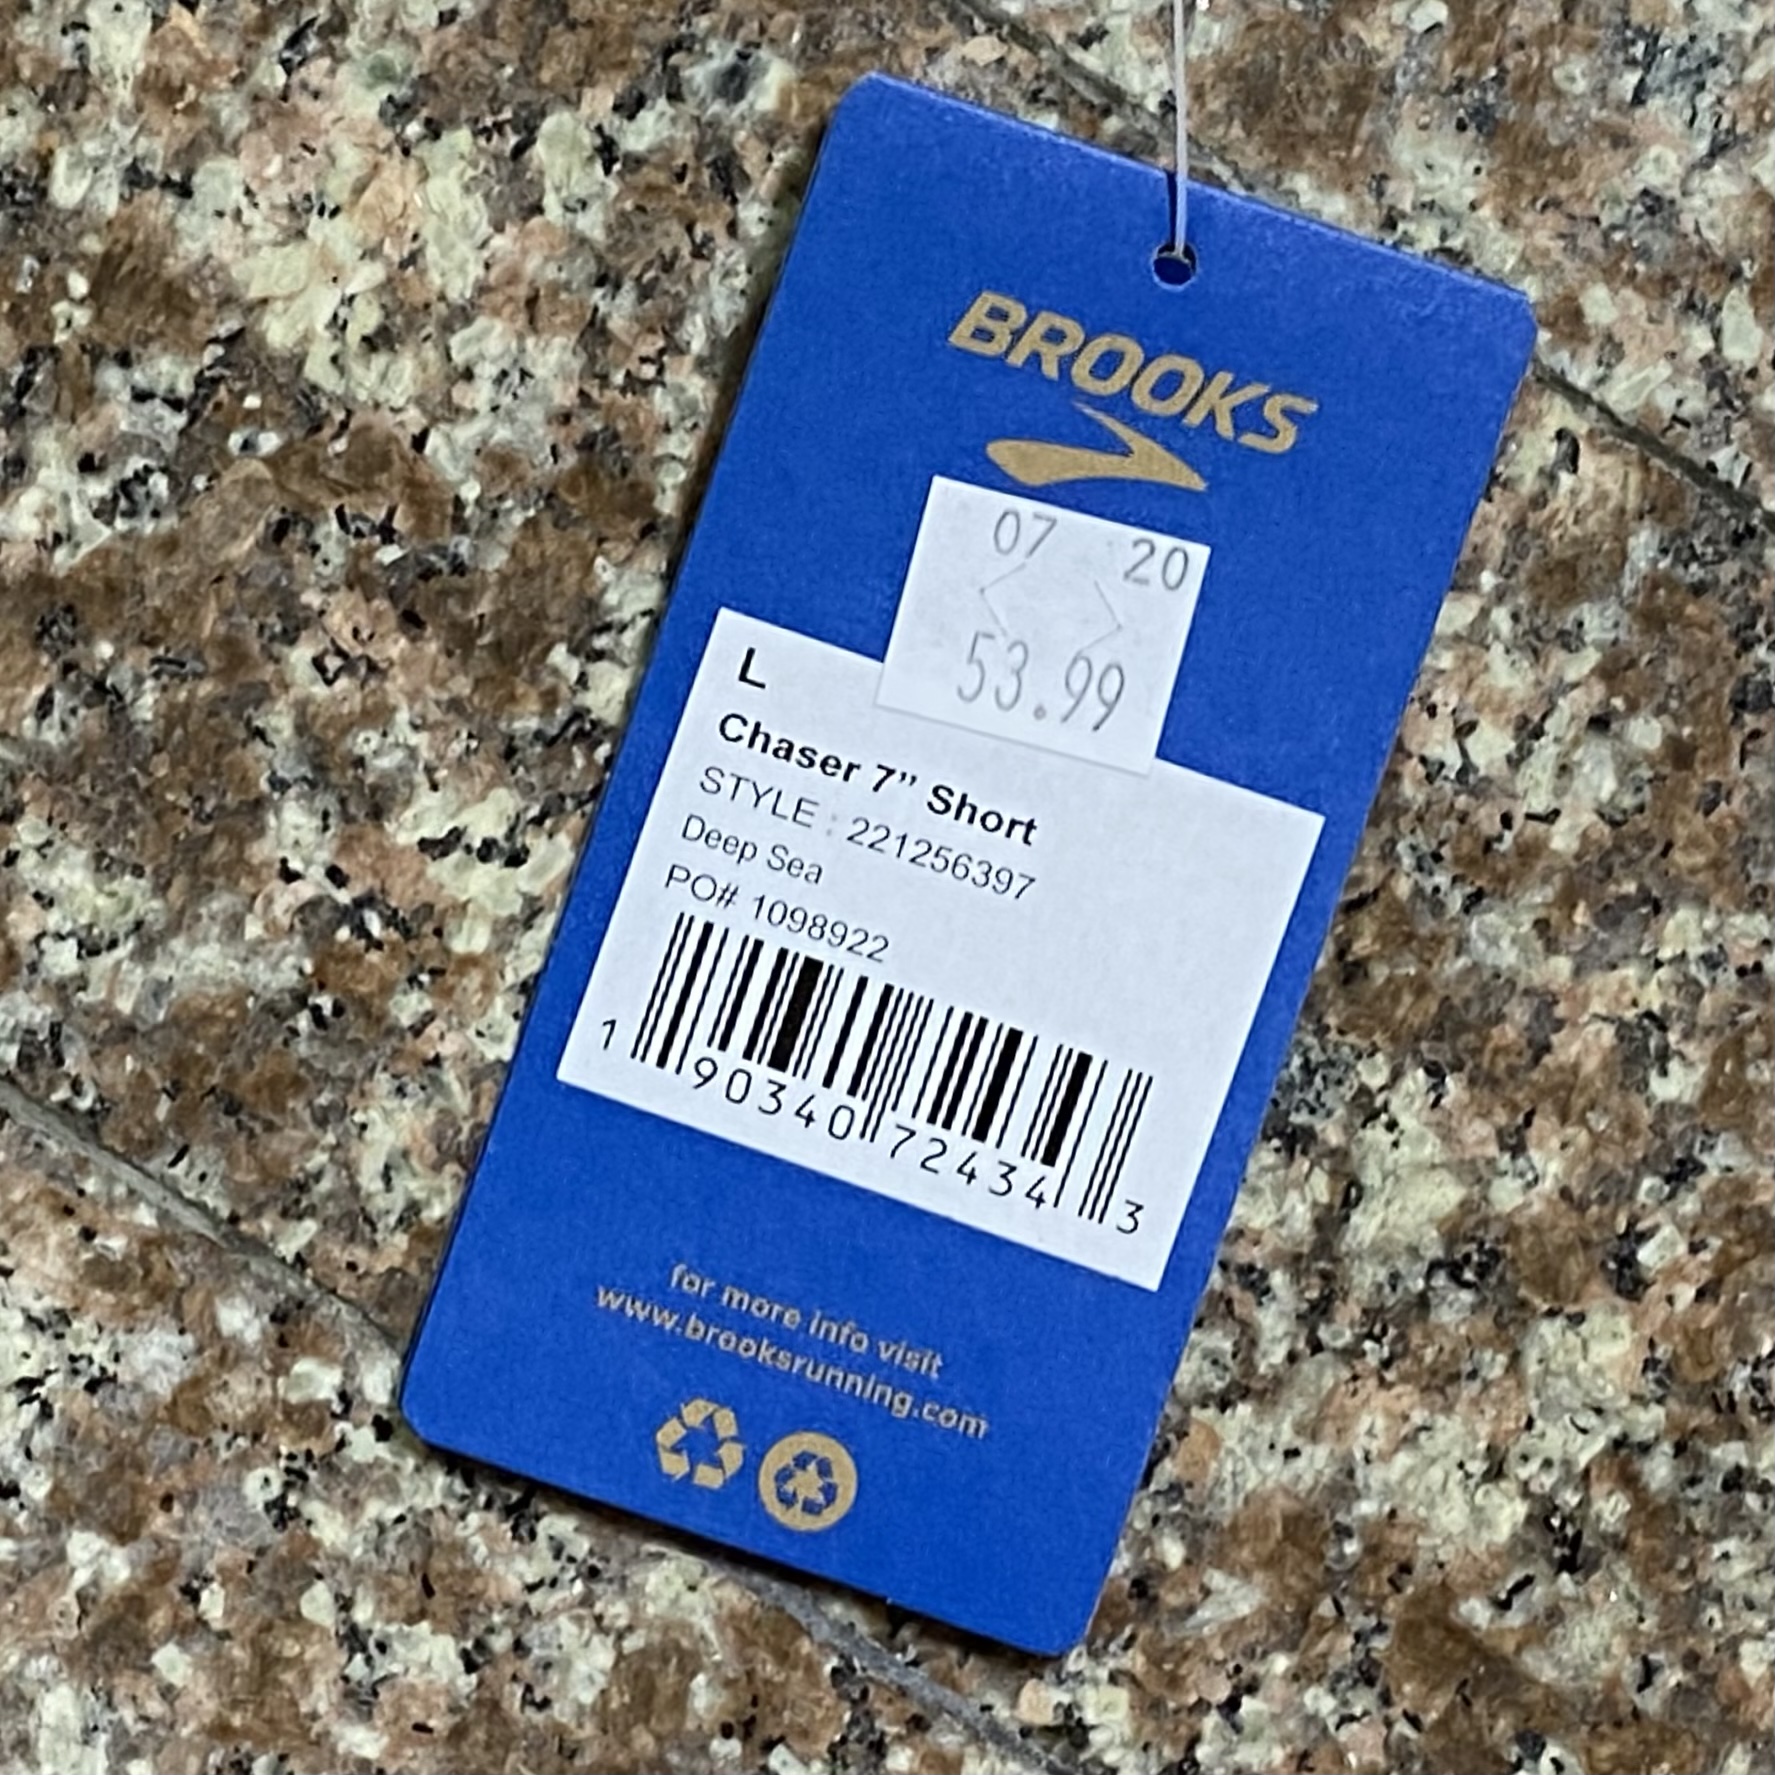 BROOKS
07 20
53.99
L
Chaser 7” Short
STYLE : 221256397
Deep Sea
PO# 1098922
1 90340 72434 3
for more info visit
www.brooksrunning.com